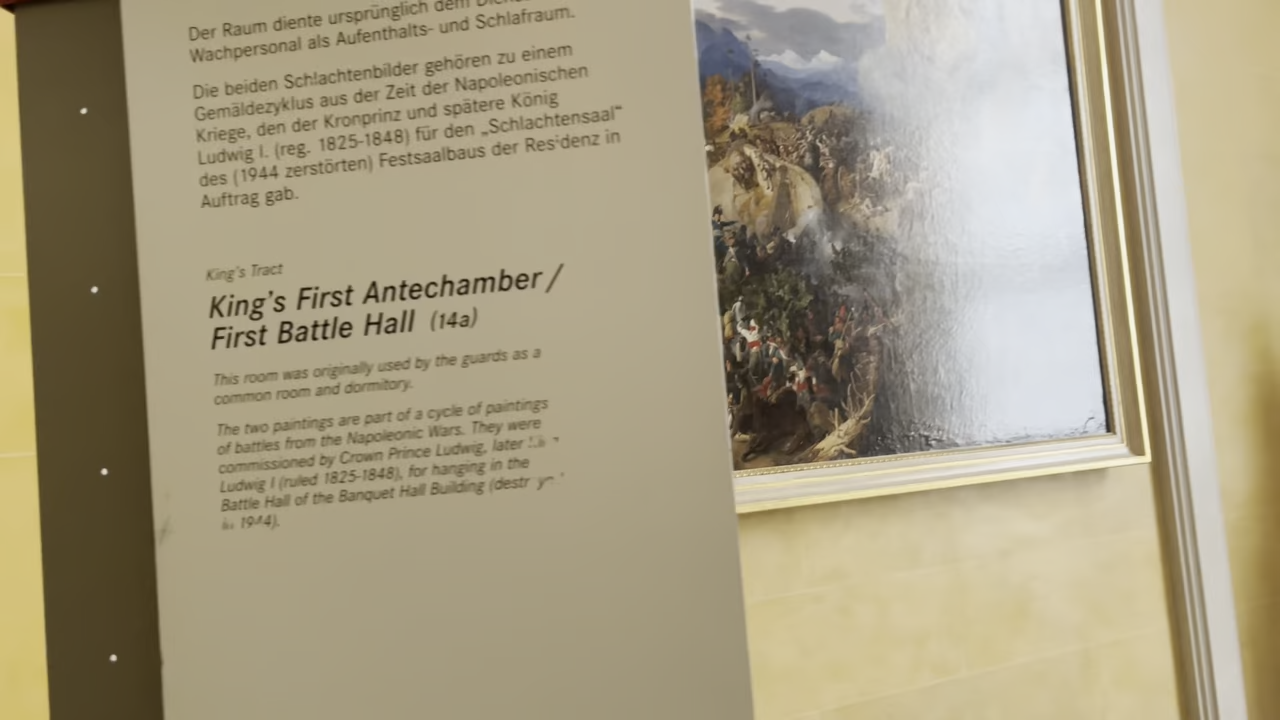 Der Raum diente ursprünglich dem
Wachpersonal als Aufenthalts- und Schlafraum.
Die beiden Schlachtenbilder gehören zu einem
Gemäldezyklus aus der Zeit der Napoleonischen
Kriege, den der Kronprinz und spätere König
Ludwig I. (reg. 1825-1848) für den „Schlachtensaal“
des (1944 zerstörten) Festsaalbaus der Residenz in
Auftrag gab.
King's Tract
King's First Antechamber /
First Battle Hall (14a)
This room was originally used by the guards as a
common room and dormitory.
The two paintings are part of a cycle of paintings
of battles from the Napoleonic Wars. They were
commissioned by Crown Prince Ludwig, later
Ludwig I (ruled 1825-1848), for hanging in the
Battle Hall of the Banquet Hall Building
1944).